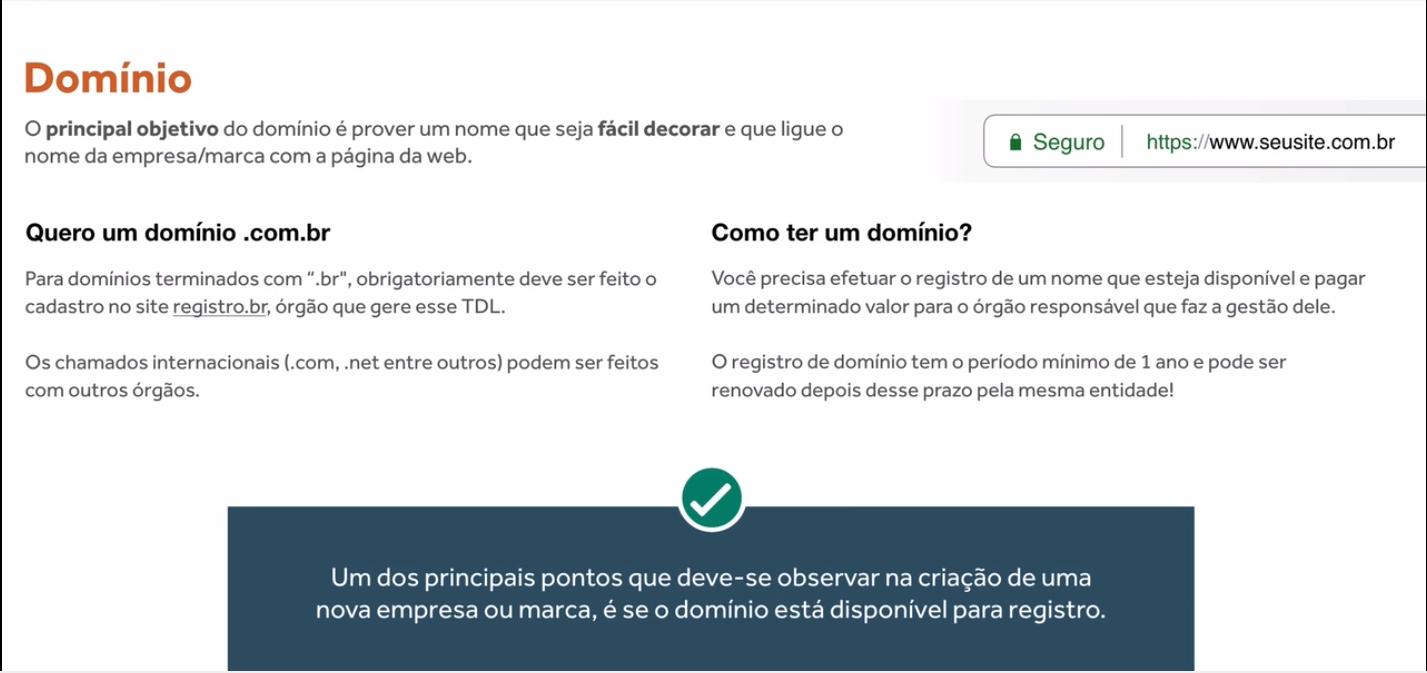 Domínio
O principal objetivo do domínio é prover um nome que seja fácil decorar e que ligue o
nome da empresa/marca com a página da web.
Seguro https://www.seusite.com.br
Quero um domínio .com.br
Para domínios terminados com “.br", obrigatoriamente deve ser feito o
cadastro no site registro.br, órgão que gere esse TDL.
Os chamados internacionais (.com, .net entre outros) podem ser feitos
com outros órgãos.
Como ter um domínio?
Você precisa efetuar o registro de um nome que esteja disponível e pagar
um determinado valor para o órgão responsável que faz a gestão dele.
O registro de domínio tem o período mínimo de 1 ano e pode ser
renovado depois desse prazo pela mesma entidade!
Um dos principais pontos que deve-se observar na criação de uma
nova empresa ou marca, é se o domínio está disponível para registro.